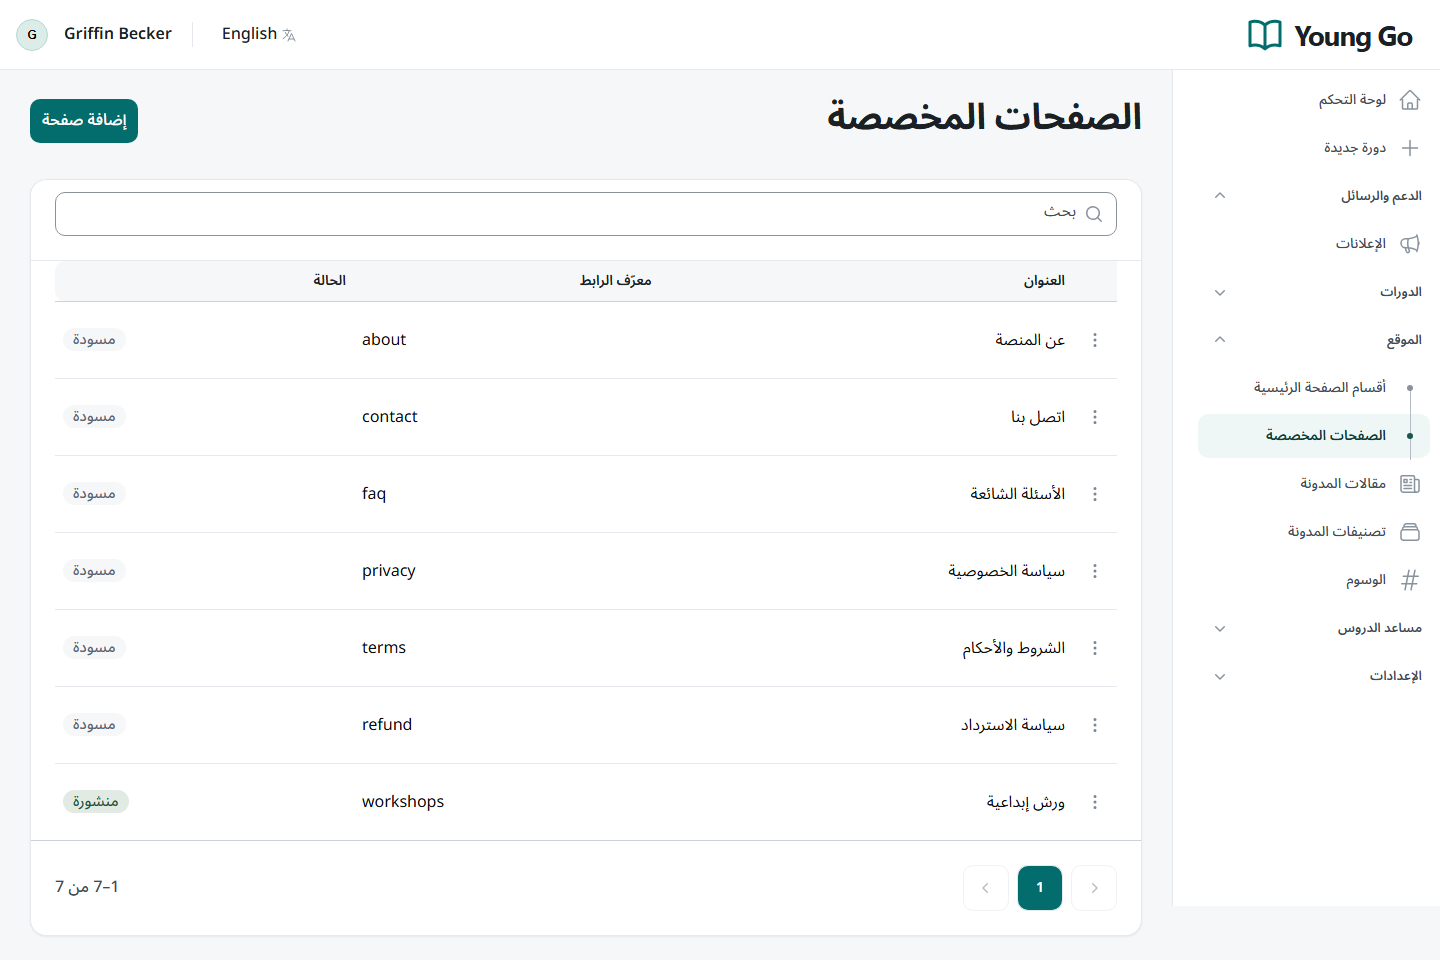 Young Go
English
Griffin Becker
G
لوحة التحكم
دورة جديدة
الدعم والرسائل
الإعلانات
الدورات
الموقع
أقسام الصفحة الرئيسية
الصفحات المخصصة
مقالات المدونة
تصنيفات المدونة
الوسوم
مساعد الدروس
الإعدادات
الصفحات المخصصة
إضافة صفحة
بحث
العنوان معرّف الرابط الحالة
عن المنصة about مسودة
اتصل بنا contact مسودة
الأسئلة الشائعة faq مسودة
سياسة الخصوصية privacy مسودة
الشروط والأحكام terms مسودة
سياسة الاسترداد refund مسودة
ورش إبداعية workshops منشورة
1
1–7 من 7